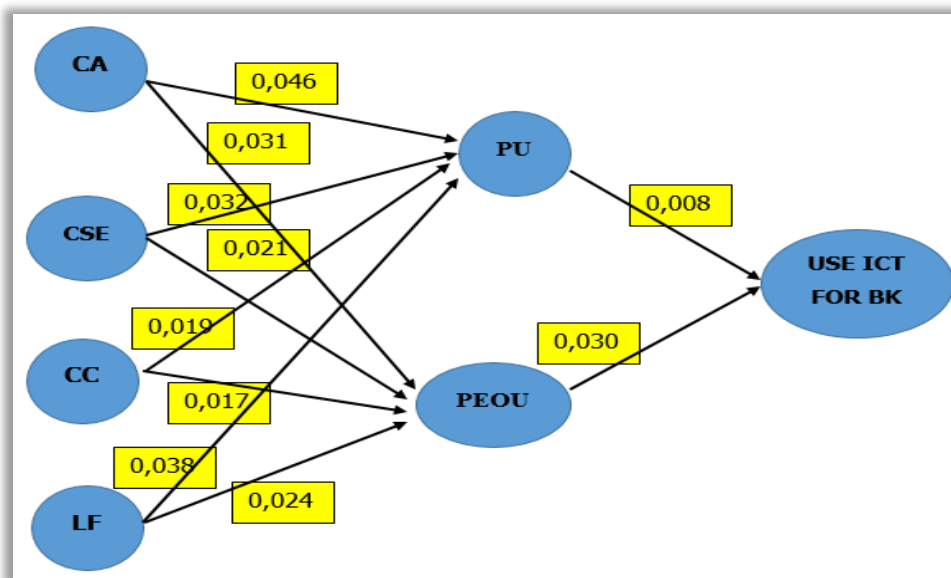 CA
0,046
0,031
PU
0,032
CSE
0,021
0,008
USE ICT
FOR BK
0,019
CC
0,017
0,030
PEOU
0,038
LF
0,024